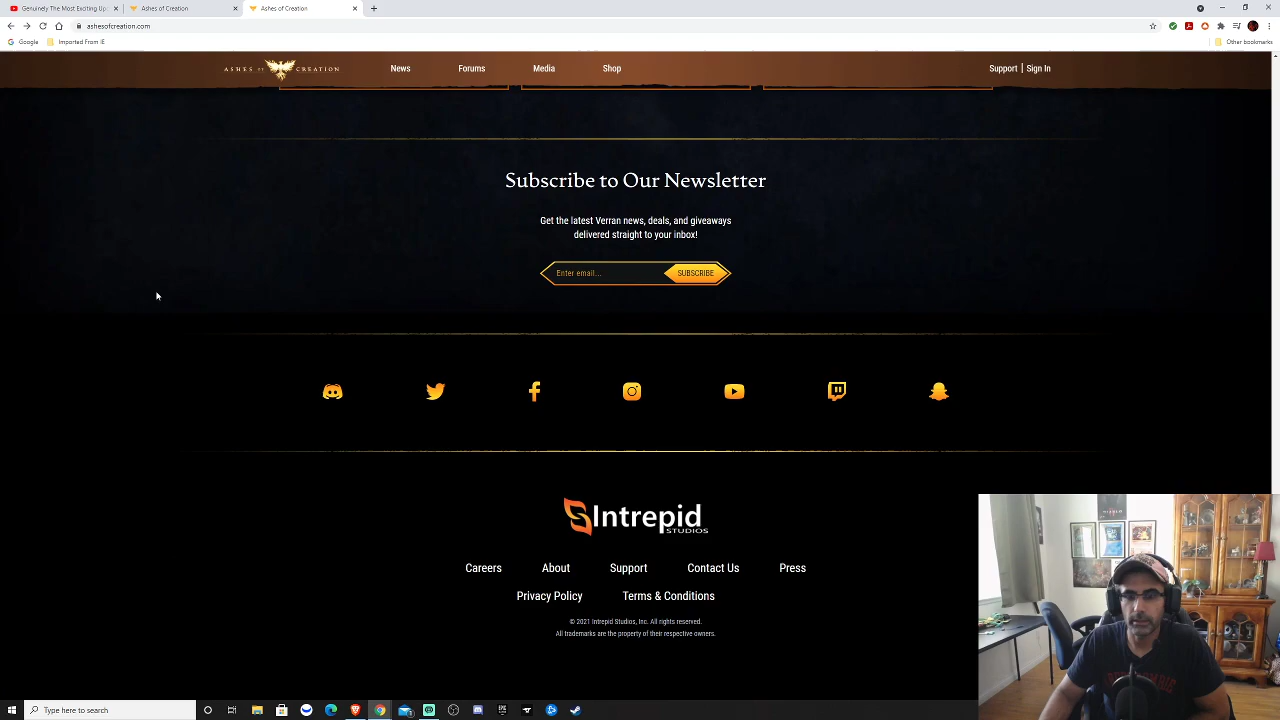 Genuinely The Most Exciting Up
Ashes of Creation
Ashes of Creation
ashesofcreation.com
Google
Imported From IE
Other bookmarks
ASHES OF CREATION
News
Forums
Media
Shop
Support | Sign In
Subscribe to Our Newsletter
Get the latest Verran news, deals, and giveaways
delivered straight to your inbox!
Enter email...
SUBSCRIBE
Intrepid
STUDIOS
Careers
About
Support
Contact Us
Press
Privacy Policy
Terms & Conditions
© 2021 Intrepid Studios, Inc. All rights reserved.
All trademarks are the property of their respective owners.
Type here to search